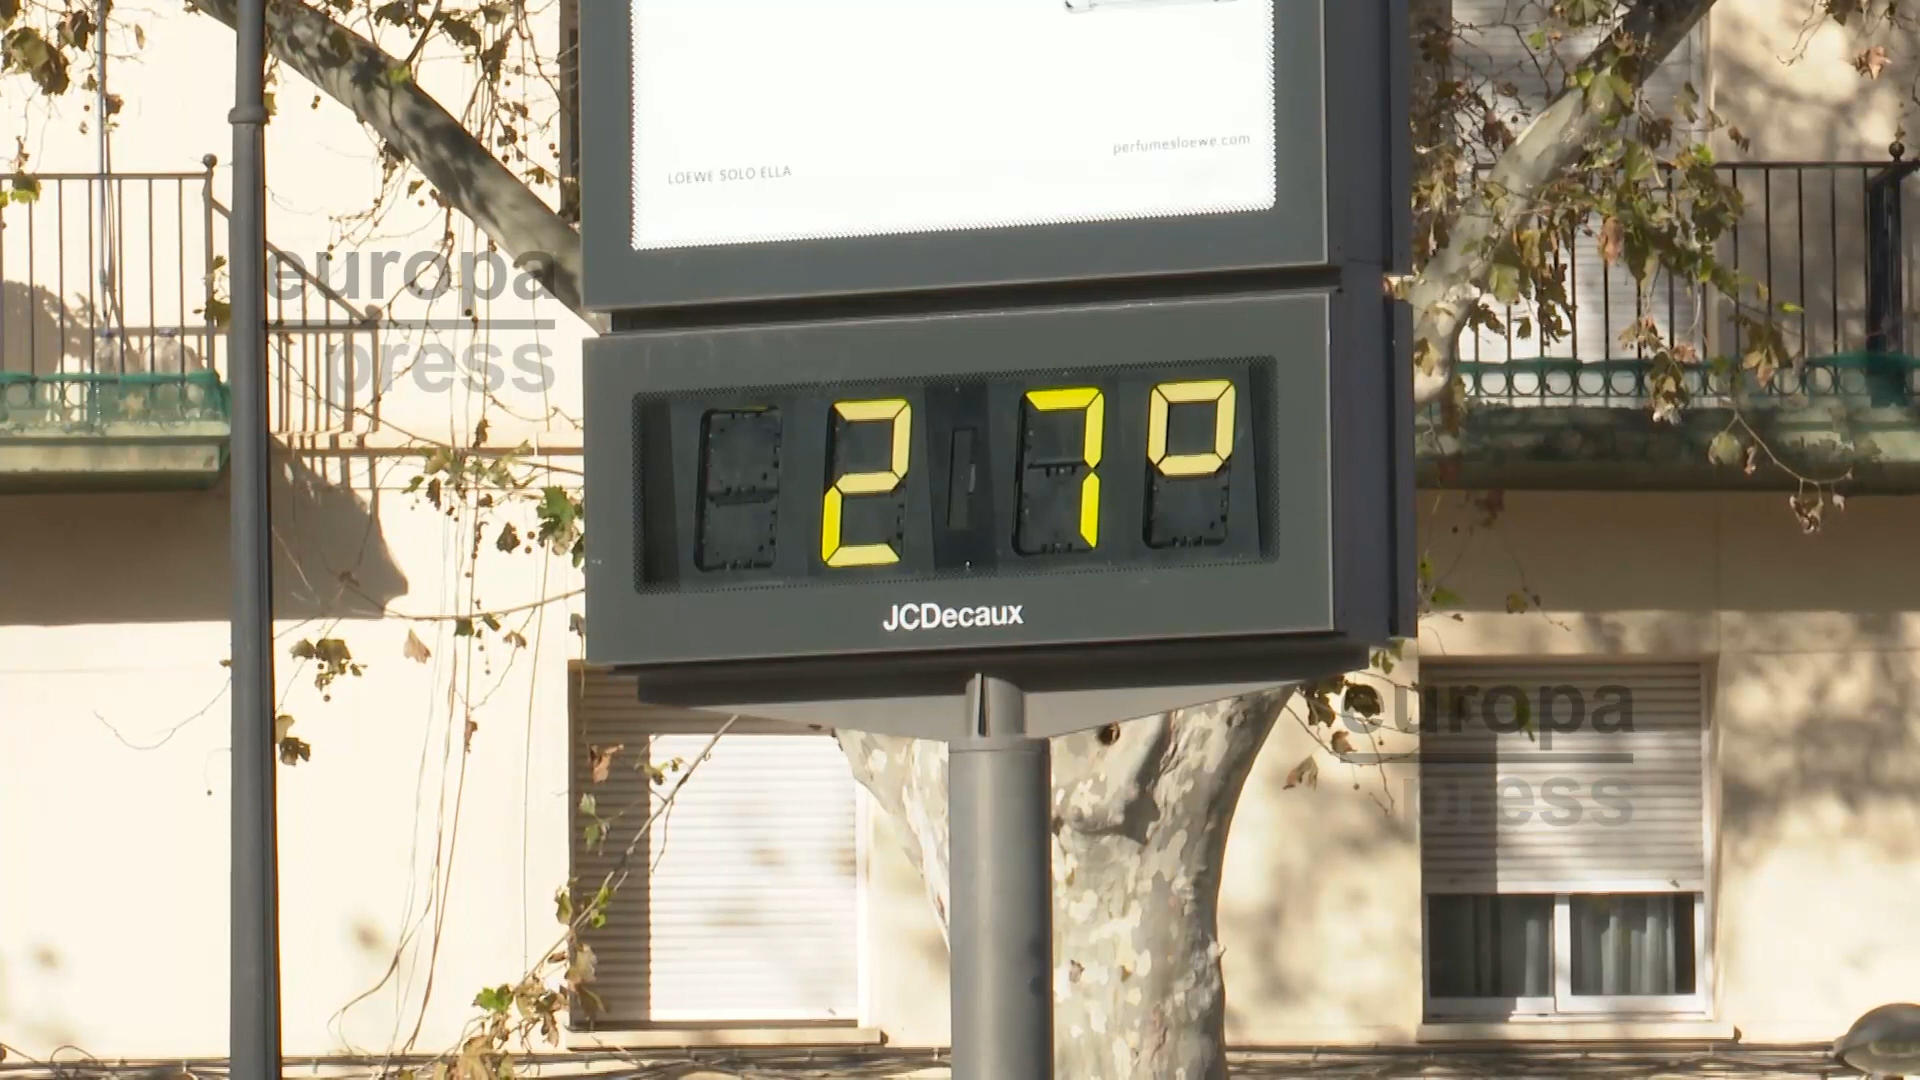 perfumesloewe.com
LOEWE SOLO ELLA
europa
press
27º
JCDecaux
europa
press